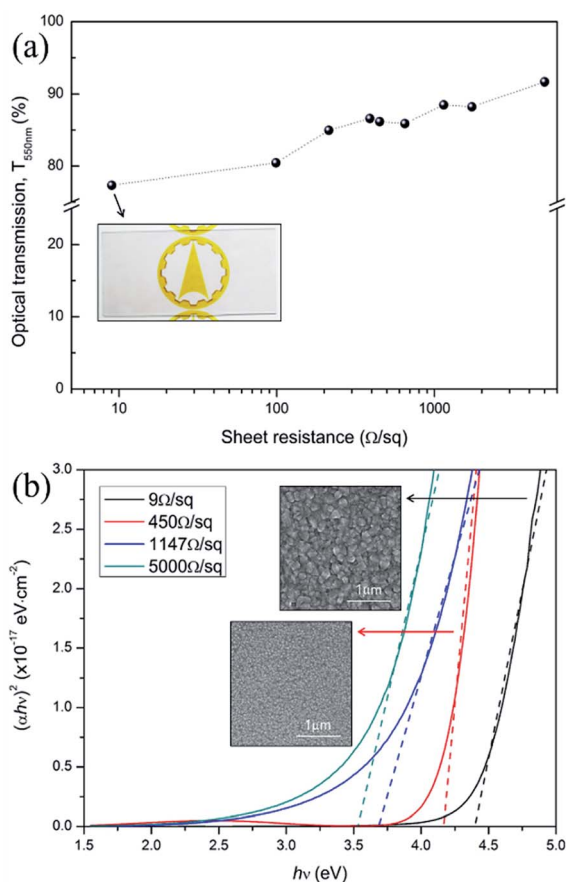 (a)
100
90
80
20
10
0
Optical transmission, T550nm (%)
10
100
1000
Sheet resistance (Ω/sq)
(b)
3.0
2.5
2.0
1.5
1.0
0.5
0.0
(αhν)² (x10⁻¹⁷ eV·cm⁻²)
9Ω/sq
450Ω/sq
1147Ω/sq
5000Ω/sq
1μm
1μm
1.5
2.0
2.5
3.0
3.5
4.0
4.5
5.0
hν (eV)